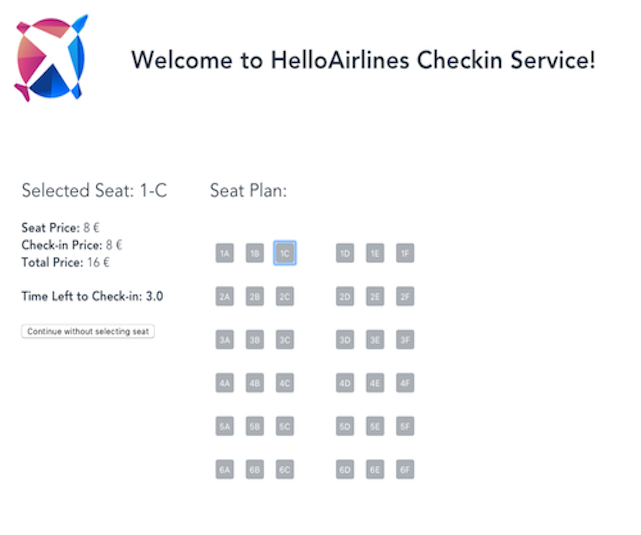 Welcome to HelloAirlines Checkin Service!
Selected Seat: 1-C
Seat Price: 8 €
Check-in Price: 8 €
Total Price: 16 €
Time Left to Check-in: 3.0
Continue without selecting seat
Seat Plan:
1A 1B 1C 1D 1E 1F
2A 2B 2C 2D 2E 2F
3A 3B 3C 3D 3E 3F
4A 4B 4C 4D 4E 4F
5A 5B 5C 5D 5E 5F
6A 6B 6C 6D 6E 6F